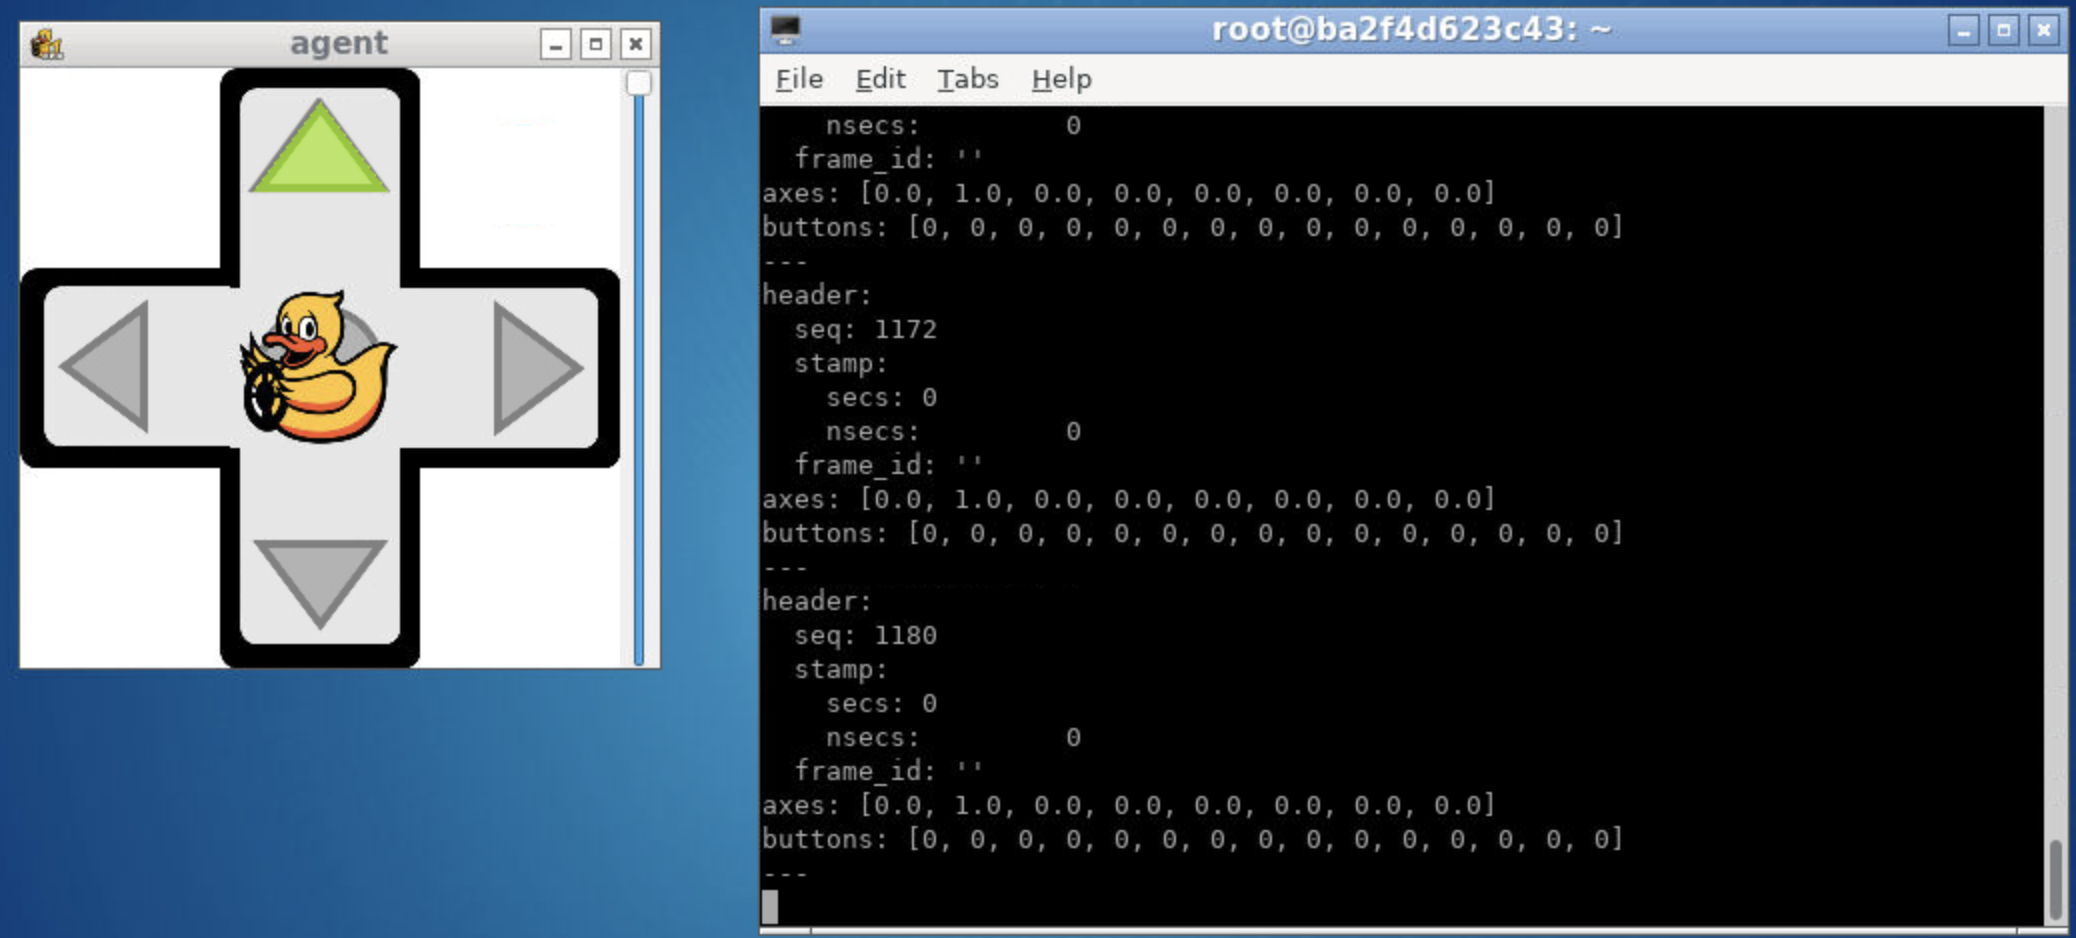 agent
root@ba2f4d623c43: ~
File Edit Tabs Help
    nsecs:         0
  frame_id: ''
axes: [0.0, 1.0, 0.0, 0.0, 0.0, 0.0, 0.0, 0.0]
buttons: [0, 0, 0, 0, 0, 0, 0, 0, 0, 0, 0, 0, 0, 0, 0]
---
header:
  seq: 1172
  stamp:
    secs: 0
    nsecs:         0
  frame_id: ''
axes: [0.0, 1.0, 0.0, 0.0, 0.0, 0.0, 0.0, 0.0]
buttons: [0, 0, 0, 0, 0, 0, 0, 0, 0, 0, 0, 0, 0, 0, 0]
---
header:
  seq: 1180
  stamp:
    secs: 0
    nsecs:         0
  frame_id: ''
axes: [0.0, 1.0, 0.0, 0.0, 0.0, 0.0, 0.0, 0.0]
buttons: [0, 0, 0, 0, 0, 0, 0, 0, 0, 0, 0, 0, 0, 0, 0]
---